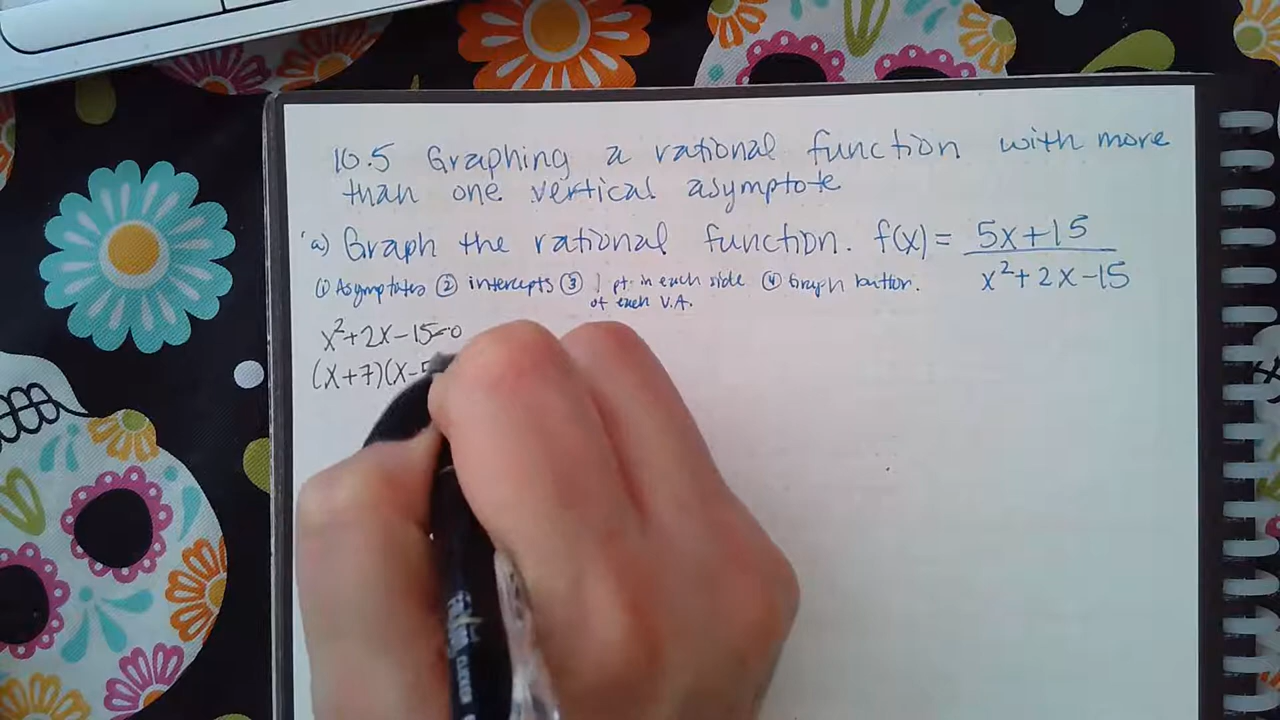 10.5 Graphing a rational function with more
than one vertical asymptote
a) Graph the rational function. f(x) = 5x+15 / x²+2x-15
① Asymptotes ② intercepts ③ 1 pt. in each side of each V.A. ④ Graph button.
x²+2x-15=0
(x+7)(x-5